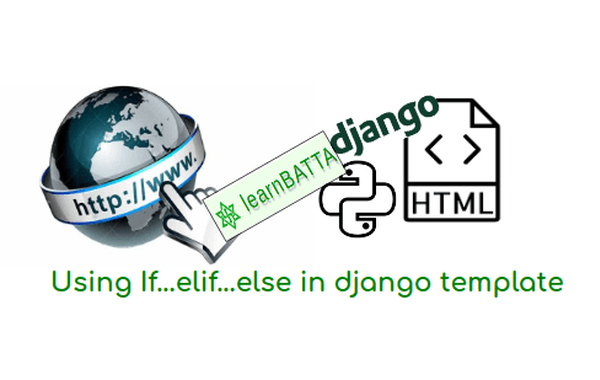 http://www.
learnBATTA
django
HTML
Using If...elif...else in django template